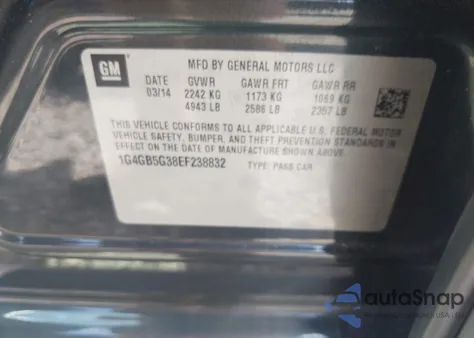 GM
MFD BY GENERAL MOTORS LLC
DATE GVWR GAWR FRT GAWR RR
03/14 2242 KG 1173 KG 1069 KG
4943 LB 2586 LB 2357 LB
THIS VEHICLE CONFORMS TO ALL APPLICABLE U.S. FEDERAL MOTOR
VEHICLE SAFETY, BUMPER, AND THEFT PREVENTION STANDARDS IN
EFFECT ON THE DATE OF MANUFACTURE SHOWN ABOVE.
1G4GB5G38EF238832 TYPE: PASS CAR
autoSnap